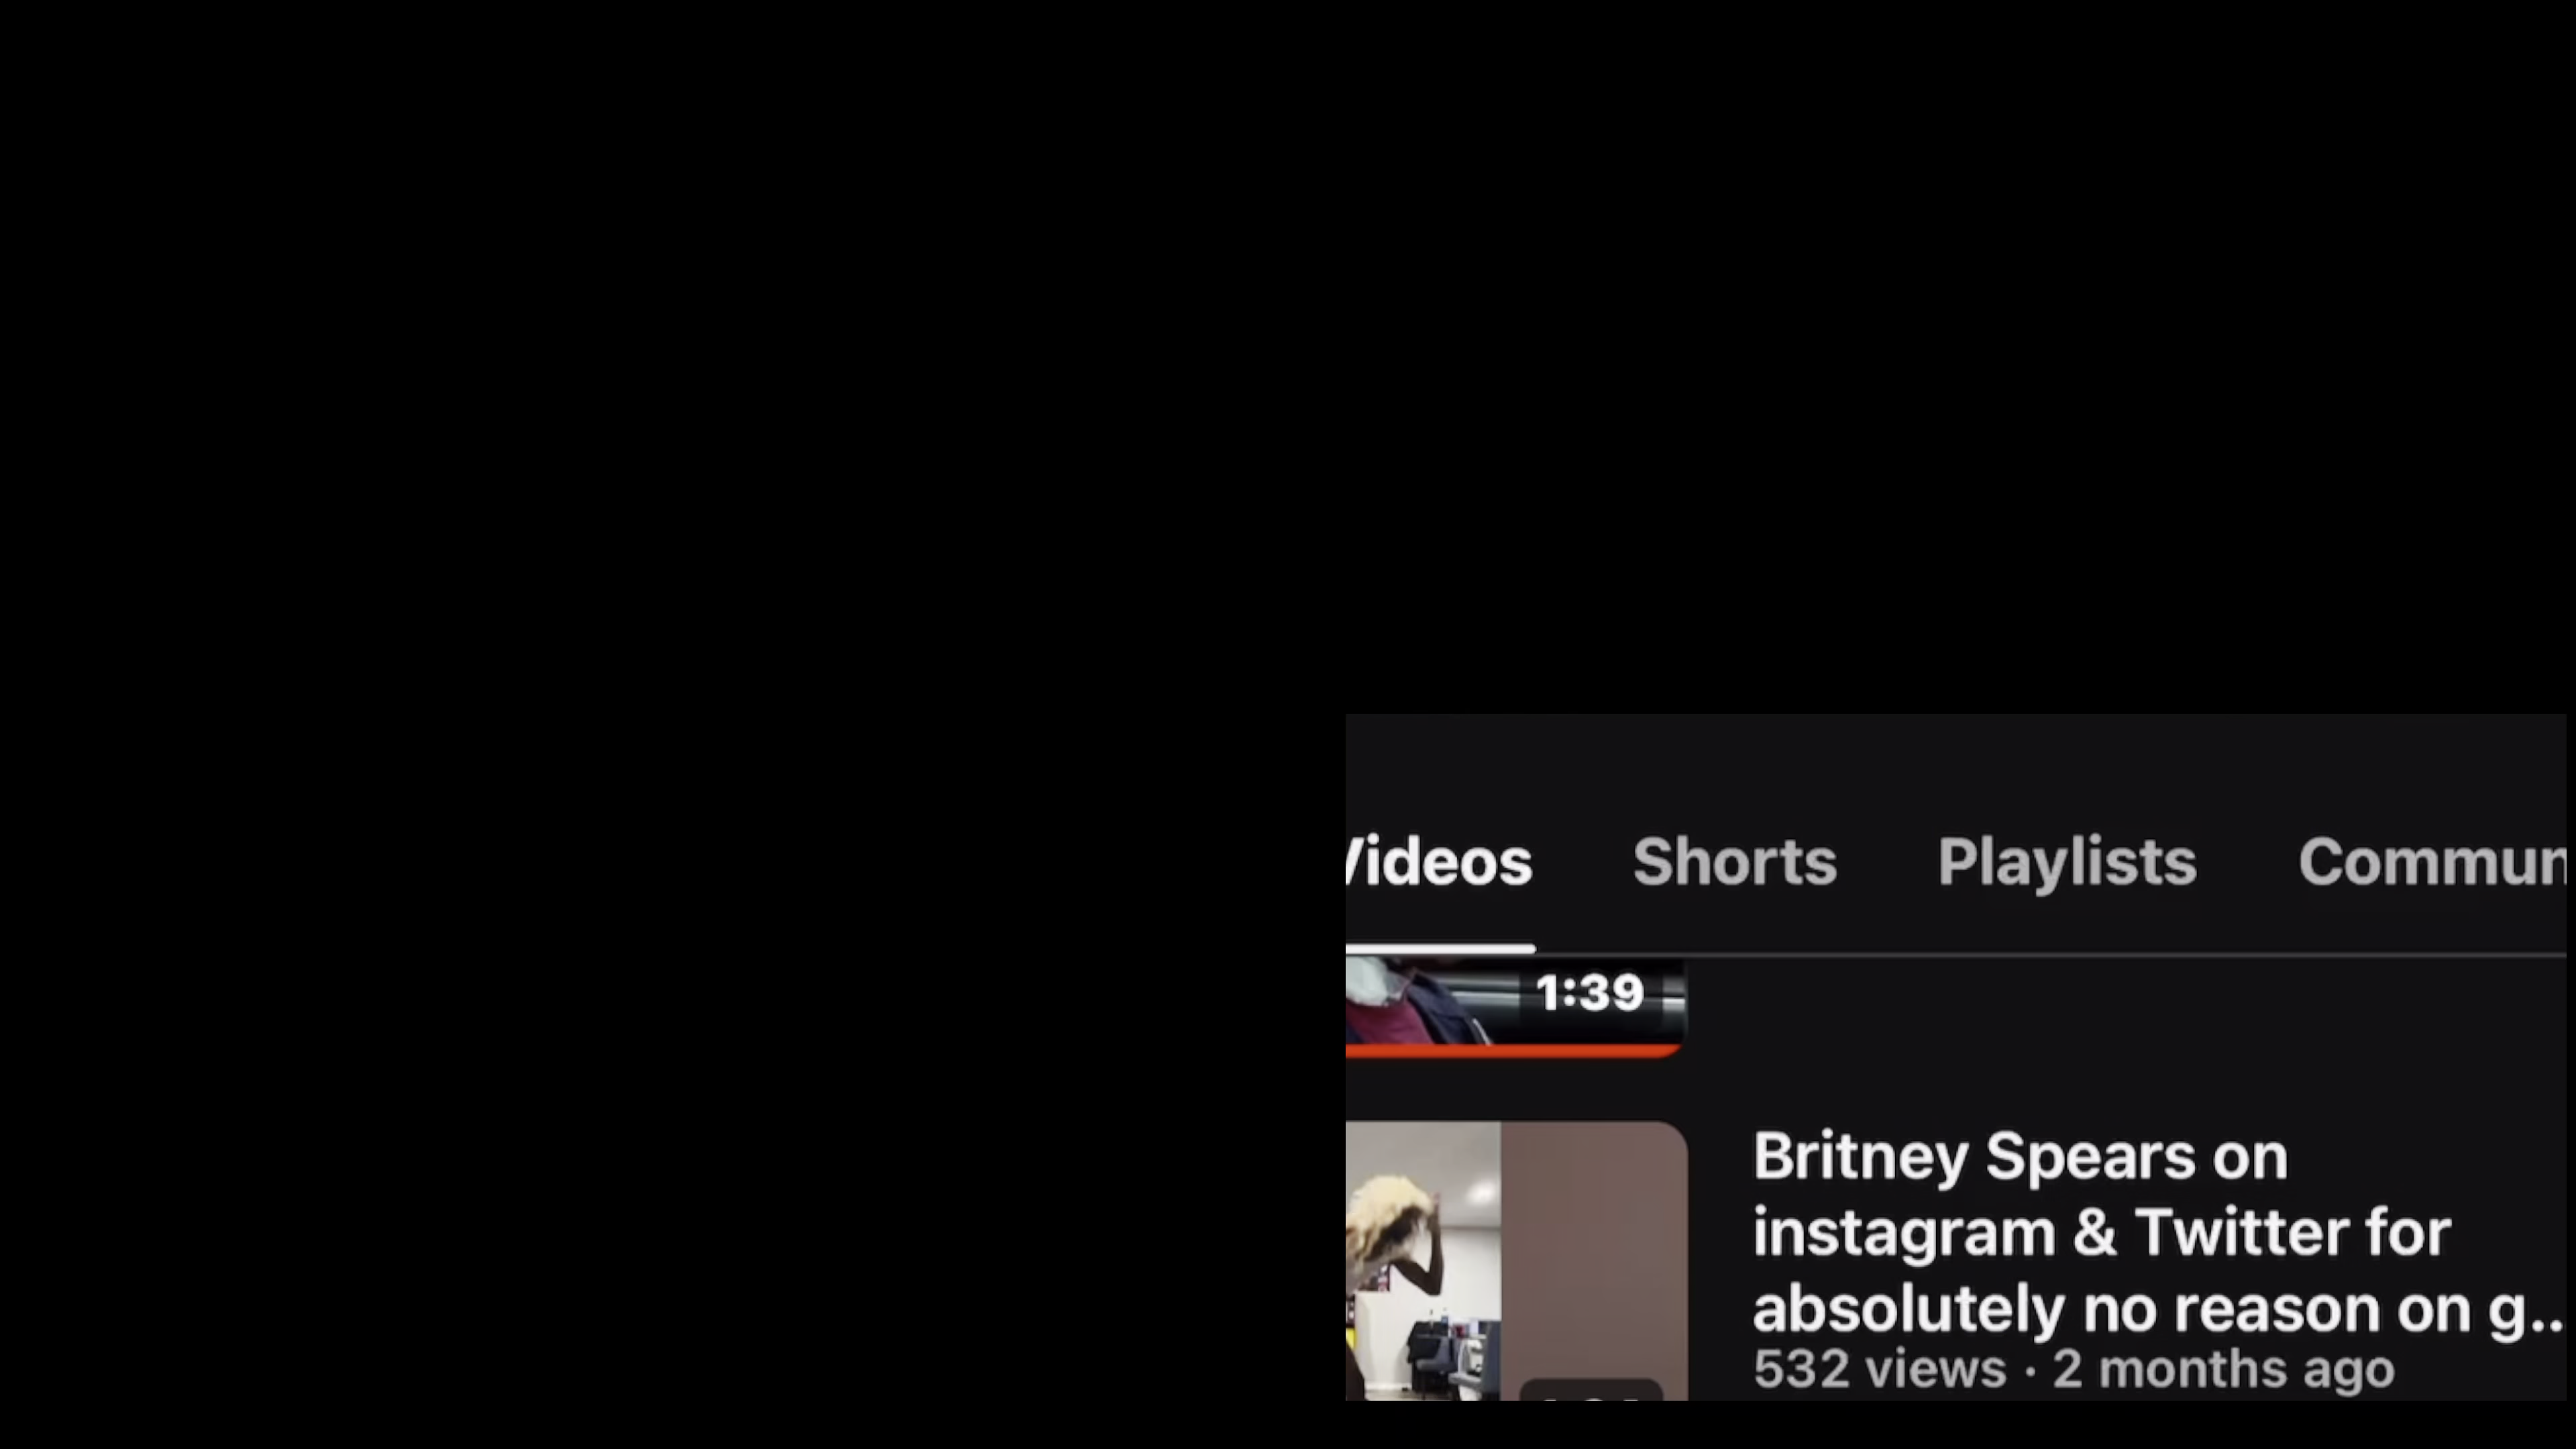 Videos Shorts Playlists Commun
1:39
Britney Spears on
instagram & Twitter for
absolutely no reason on g..
532 views · 2 months ago